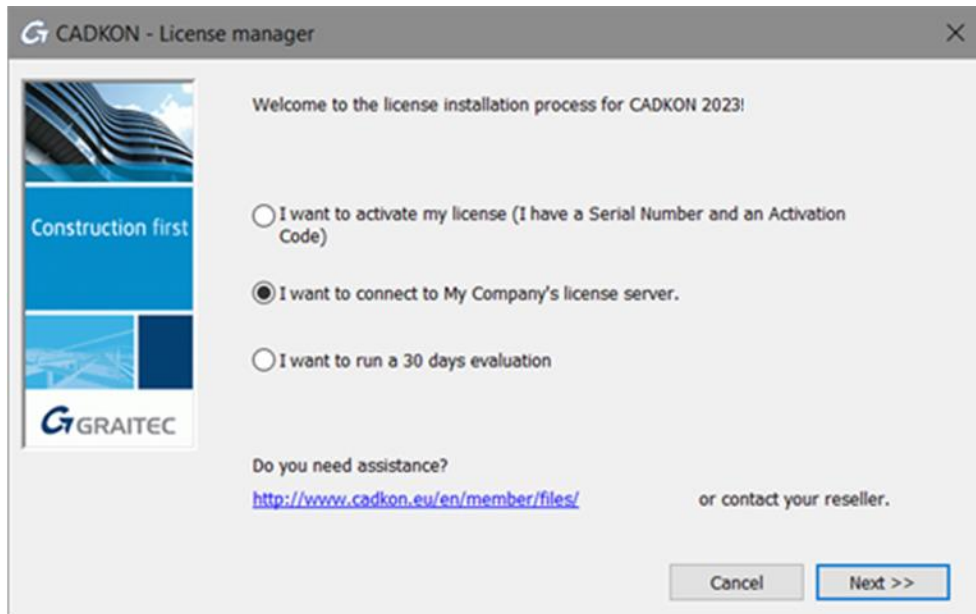 CADKON - License manager
Welcome to the license installation process for CADKON 2023!
Construction first
I want to activate my license (I have a Serial Number and an Activation
Code)
I want to connect to My Company's license server.
I want to run a 30 days evaluation
GRAITEC
Do you need assistance?
http://www.cadkon.eu/en/member/files/ or contact your reseller.
Cancel Next >>